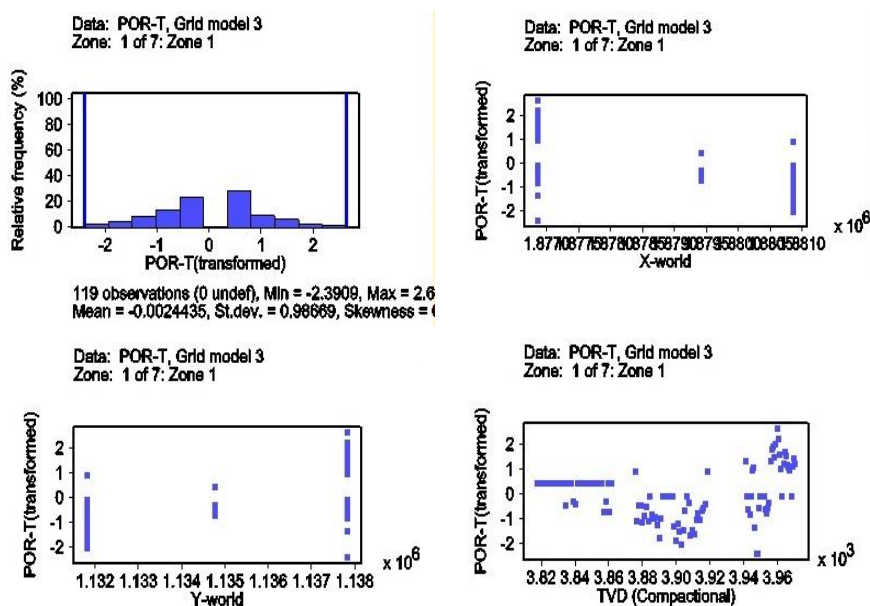 Data: POR-T, Grid model 3
Zone: 1 of 7: Zone 1
Relative frequency (%)
100
80
60
40
20
0
-2 -1 0 1 2
POR-T(transformed)
119 observations (0 undef), Min = -2.3909, Max = 2.6
Mean = -0.0024435, St.dev. = 0.98669, Skewness =
Data: POR-T, Grid model 3
Zone: 1 of 7: Zone 1
POR-T(transformed)
2
1
0
-1
-2
x 10⁶
X-world
Data: POR-T, Grid model 3
Zone: 1 of 7: Zone 1
POR-T(transformed)
2
1
0
-1
-2
1.132 1.133 1.134 1.135 1.136 1.137 1.138
x 10⁶
Y-world
Data: POR-T, Grid model 3
Zone: 1 of 7: Zone 1
POR-T(transformed)
2
1
0
-1
-2
3.82 3.84 3.86 3.88 3.90 3.92 3.94 3.96
x 10³
TVD (Compactional)